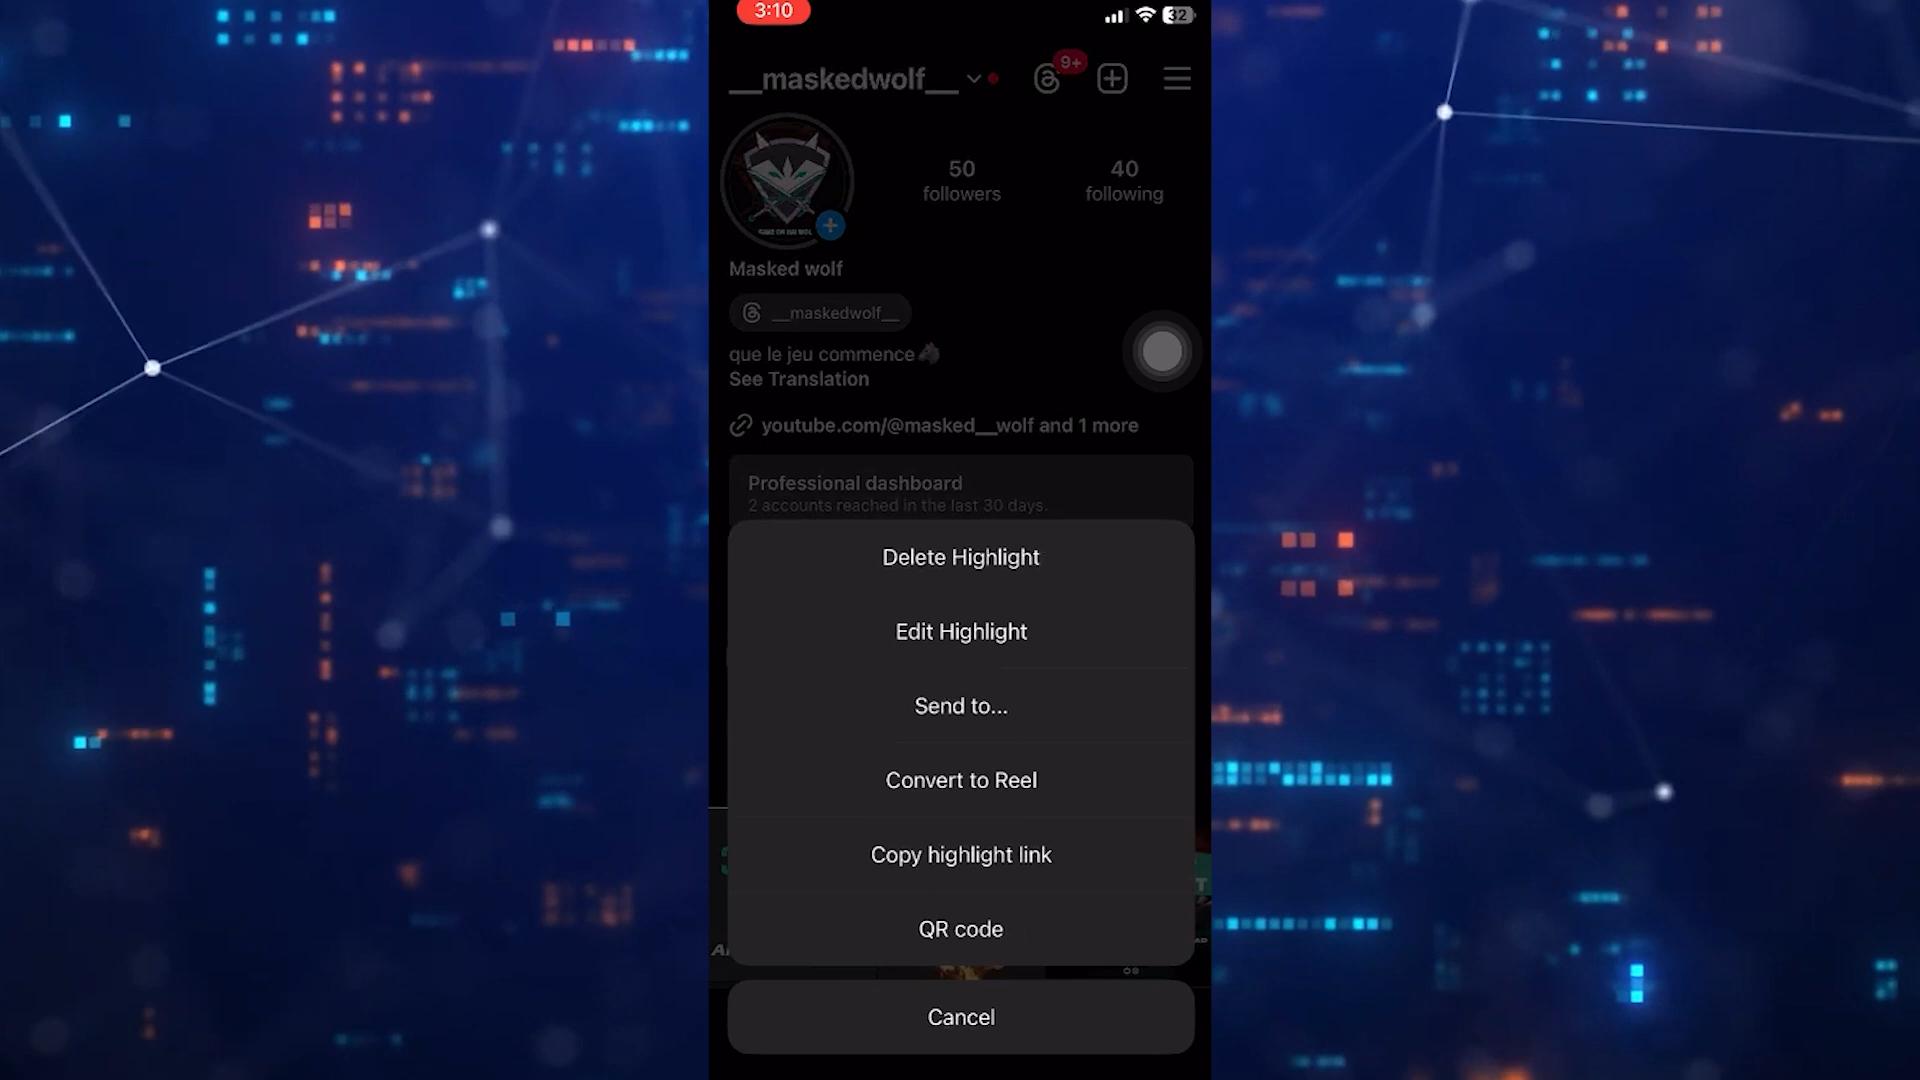 3:10
32
__maskedwolf__
9+
50
followers
40
following
Masked wolf
__maskedwolf__
que le jeu commence
See Translation
youtube.com/@masked__wolf and 1 more
Professional dashboard
2 accounts reached in the last 30 days.
Delete Highlight
Edit Highlight
Send to...
Convert to Reel
Copy highlight link
QR code
Cancel